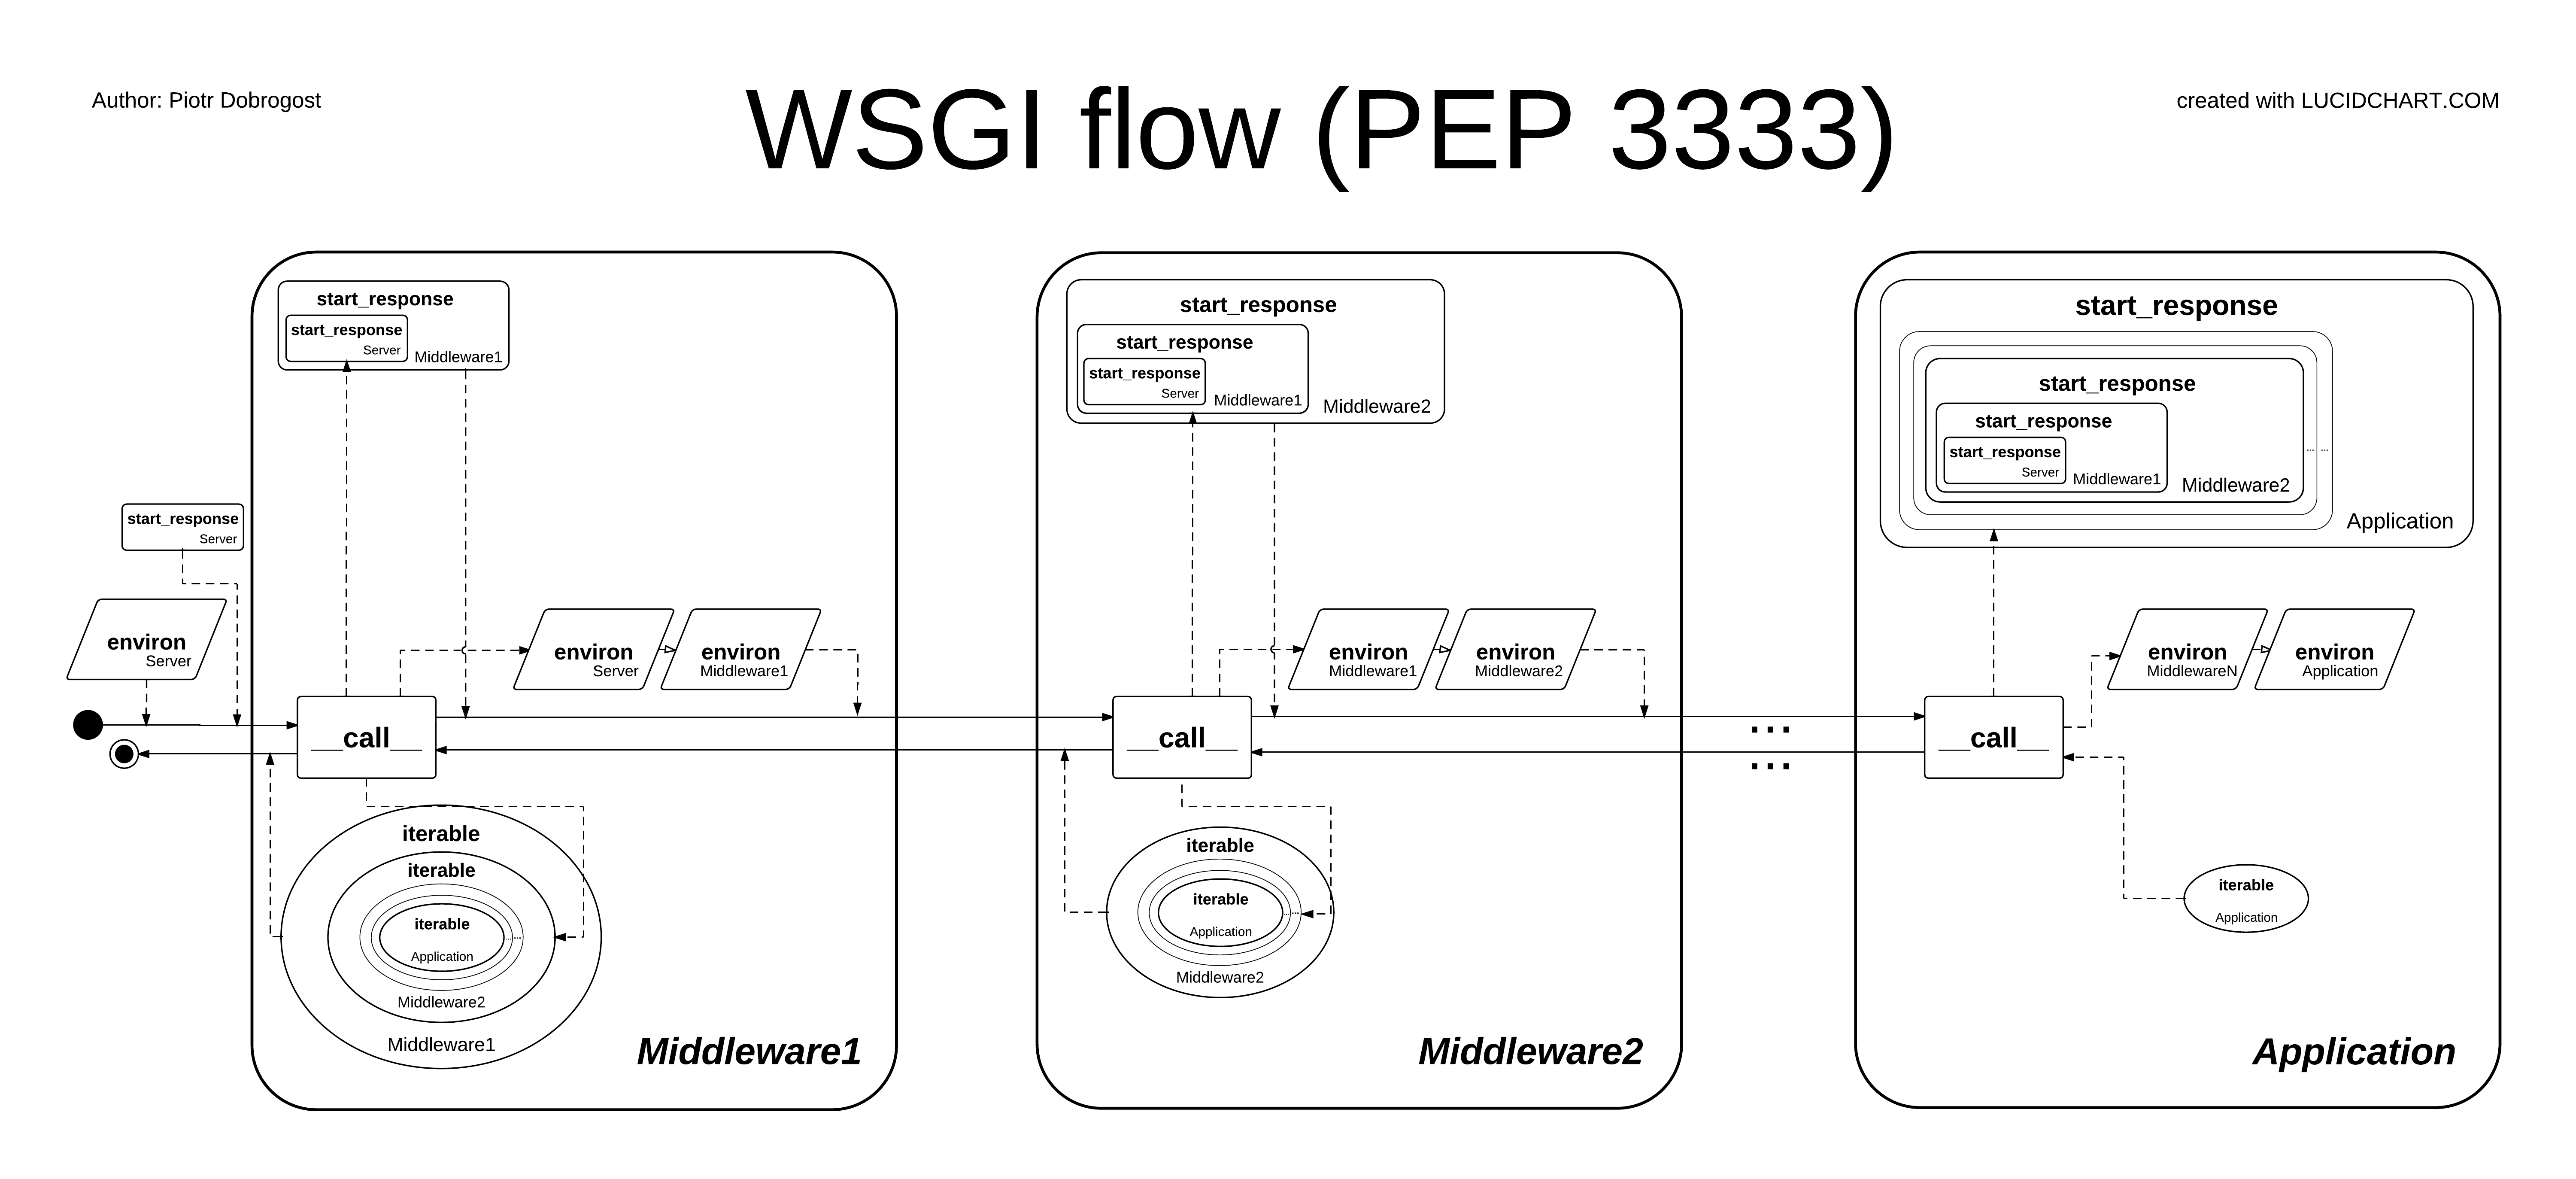 Author: Piotr Dobrogost
WSGI flow (PEP 3333)
created with LUCIDCHART.COM
start_response
Server
environ
Server
start_response
start_response
Server
Middleware1
environ
Server
environ
Middleware1
__call__
iterable
iterable
iterable
... ...
Application
Middleware2
Middleware1
Middleware1
start_response
start_response
start_response
Server
Middleware1
Middleware2
environ
Middleware1
environ
Middleware2
__call__
iterable
iterable
... ...
Application
Middleware2
Middleware2
...
...
start_response
start_response
start_response
start_response
Server
Middleware1
Middleware2
... ...
Application
environ
MiddlewareN
environ
Application
__call__
iterable
Application
Application